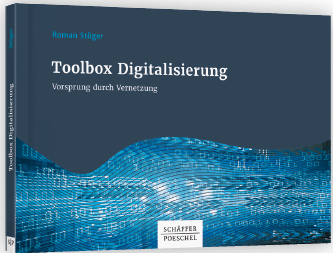 Roman Stöger
Toolbox Digitalisierung
Vorsprung durch Vernetzung
SCHÄFFER
POESCHEL
Toolbox Digitalisierung